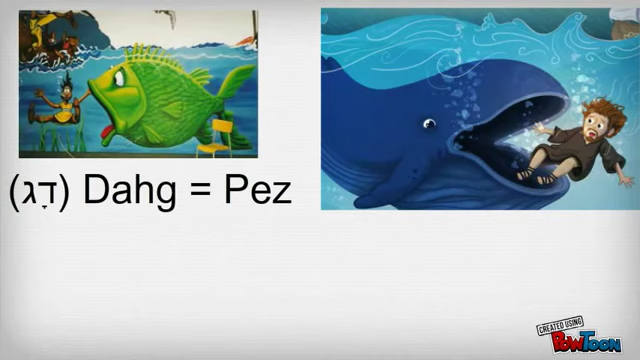 (דָג) Dahg = Pez
CREATED USING
POWTOON